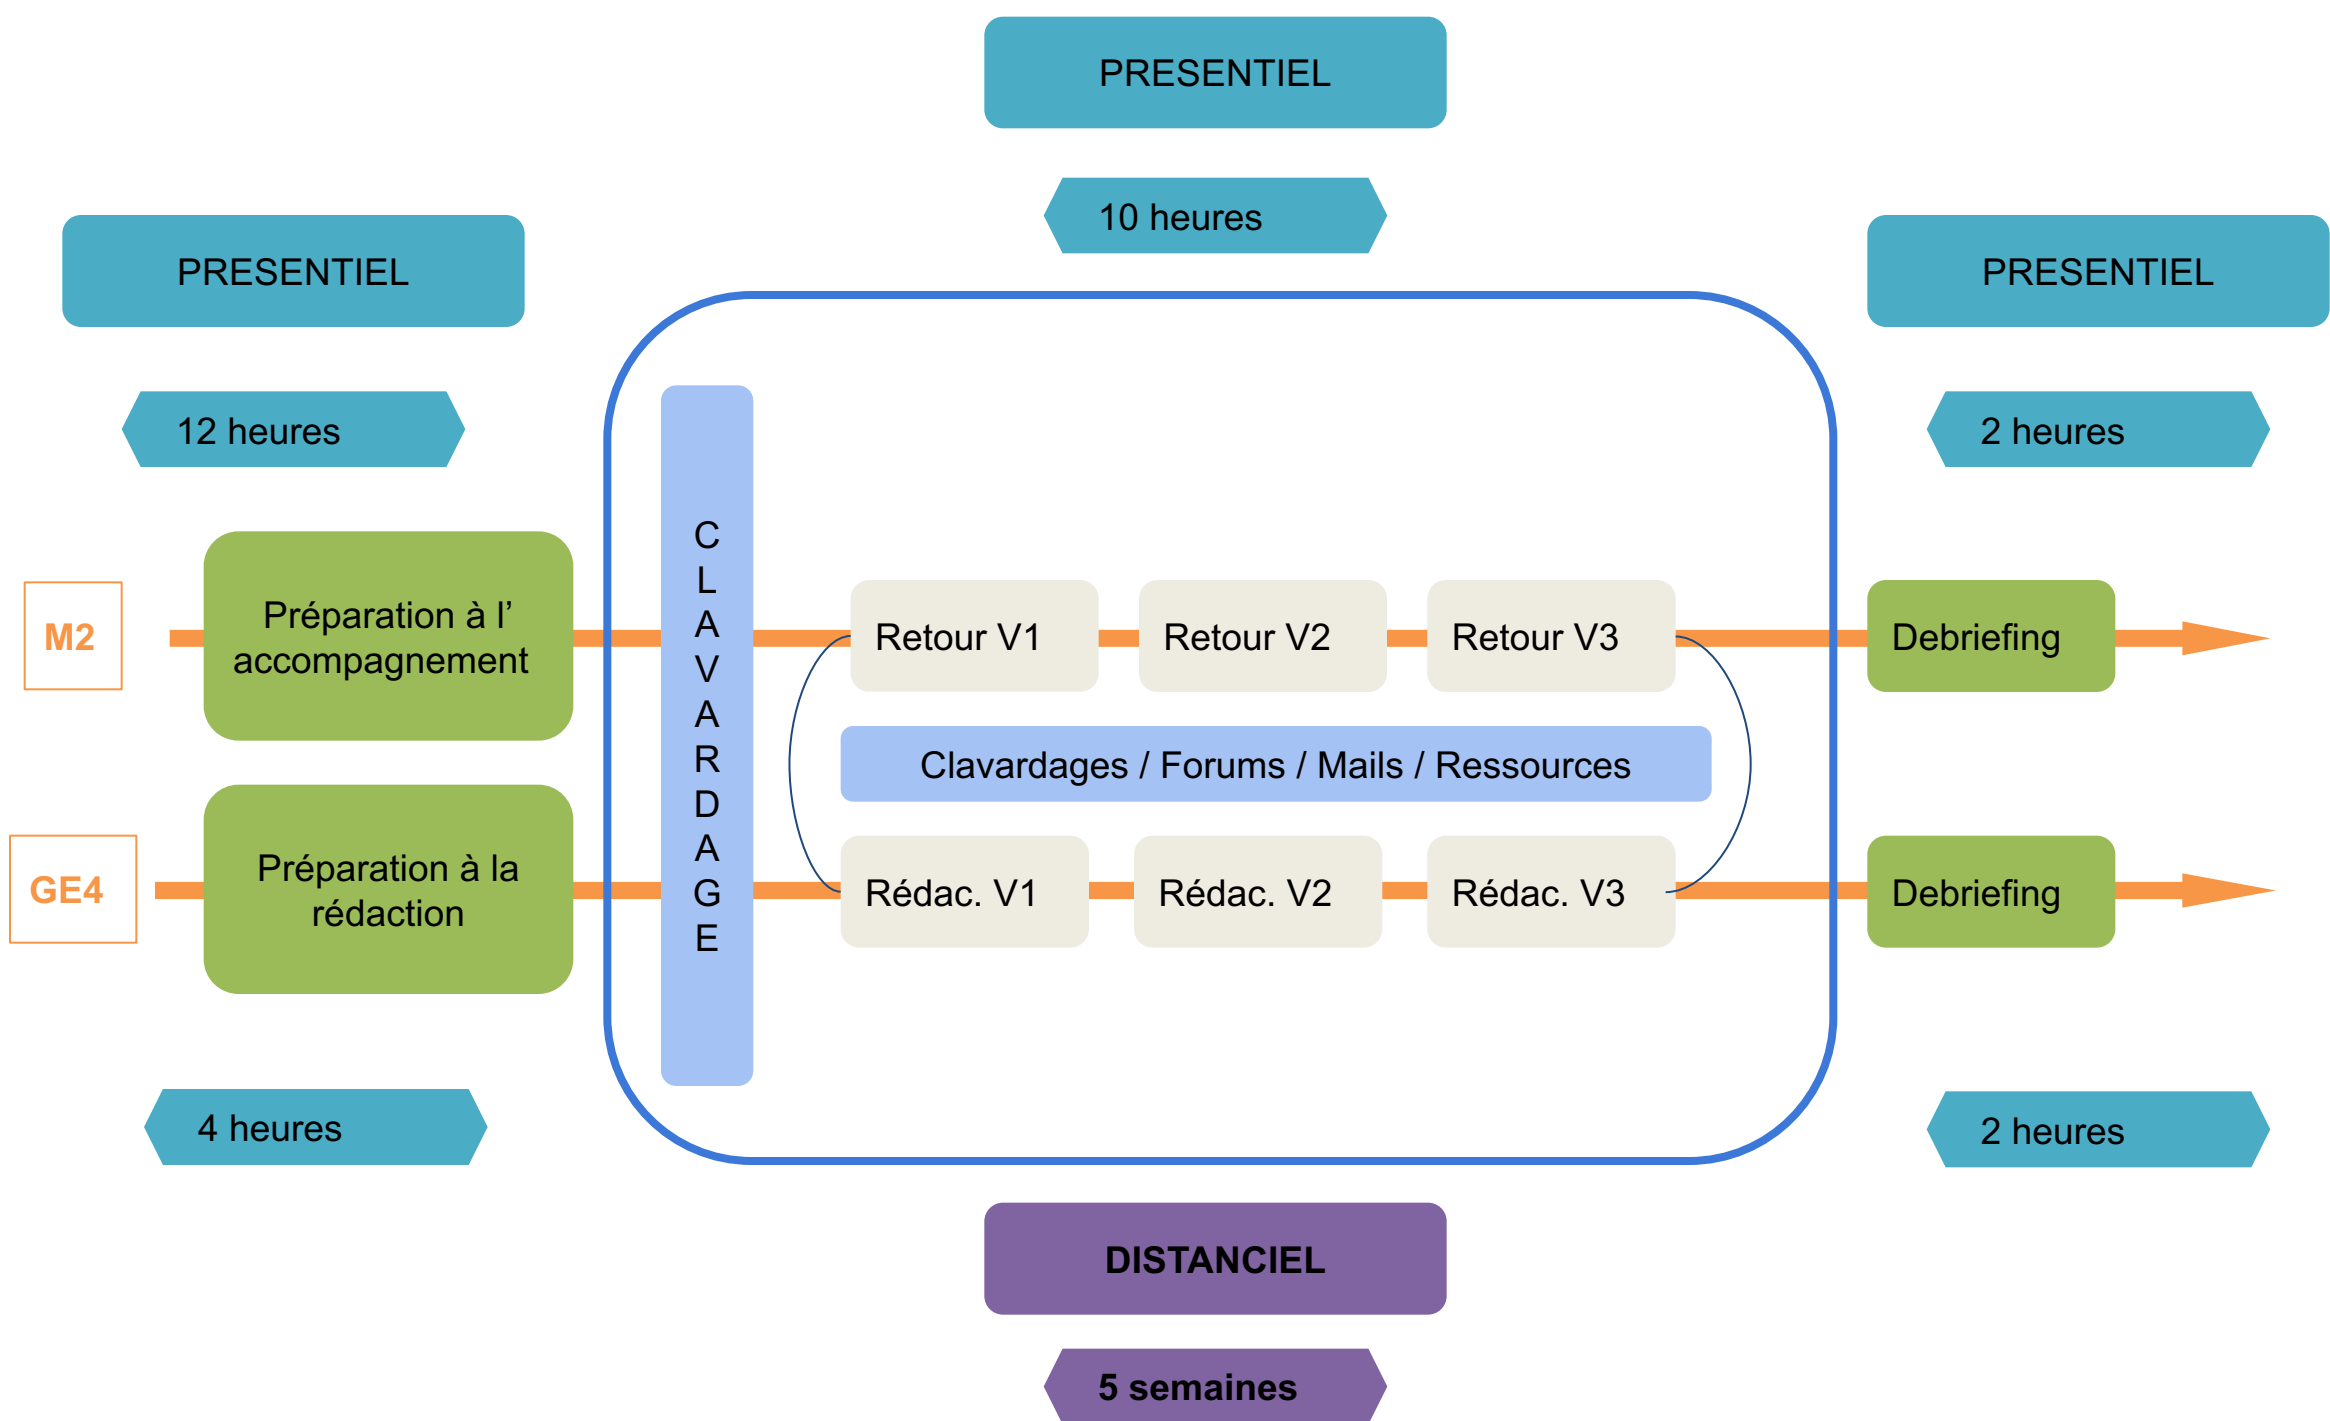 PRESENTIEL
10 heures
PRESENTIEL
PRESENTIEL
12 heures
2 heures
C
L
A
V
A
R
D
A
G
E
M2
Préparation à l’
accompagnement
Retour V1
Retour V2
Retour V3
Debriefing
Clavardages / Forums / Mails / Ressources
GE4
Préparation à la
rédaction
Rédac. V1
Rédac. V2
Rédac. V3
Debriefing
4 heures
2 heures
DISTANCIEL
5 semaines